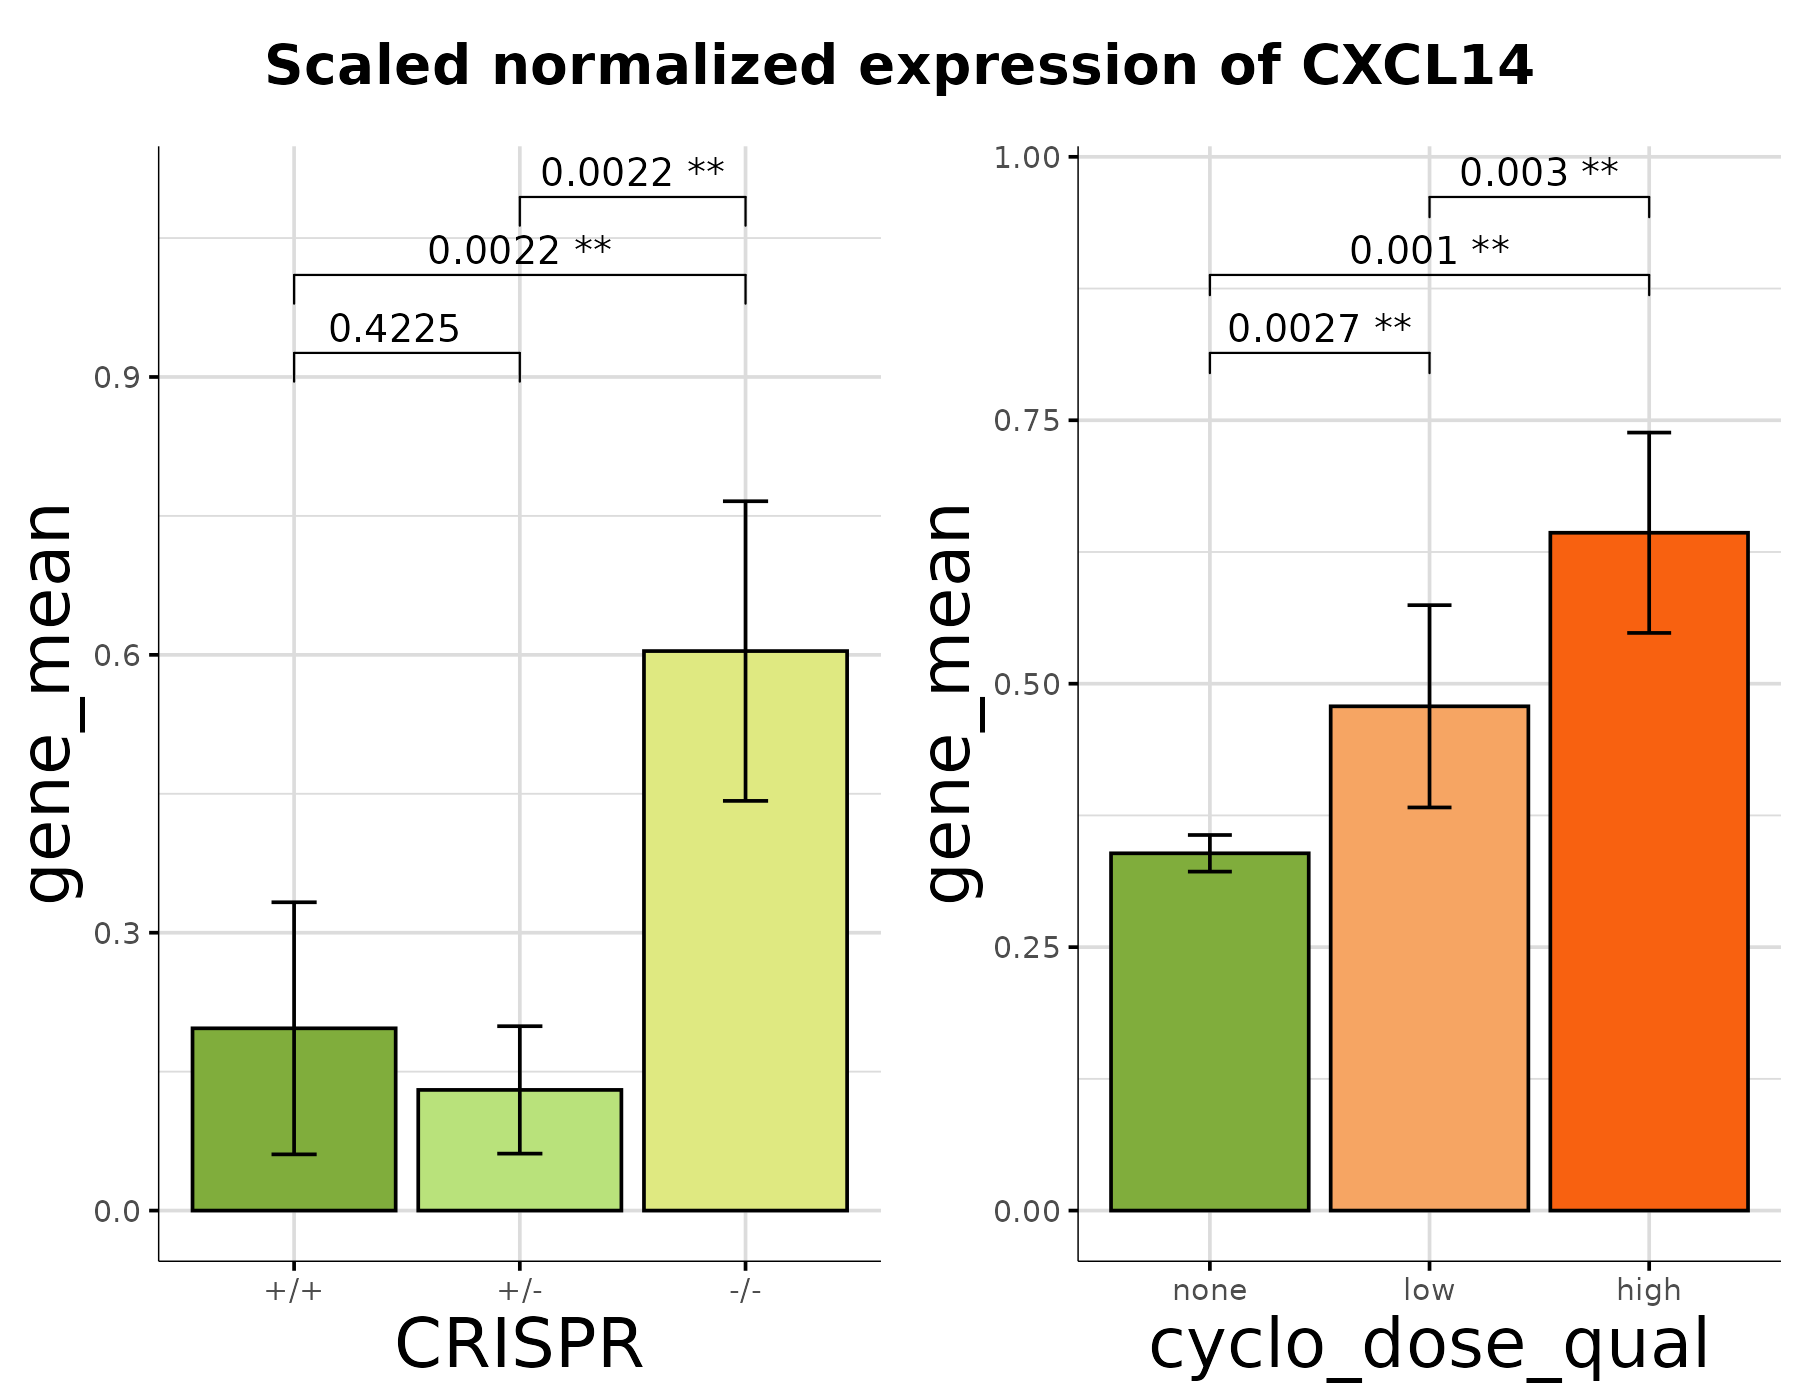 Scaled normalized expression of CXCL14
gene_mean
0.9
0.6
0.3
0.0
0.0022 **
0.0022 **
0.4225
+/+ +/- -/-
CRISPR
gene_mean
1.00
0.75
0.50
0.25
0.00
0.003 **
0.001 **
0.0027 **
none low high
cyclo_dose_qual